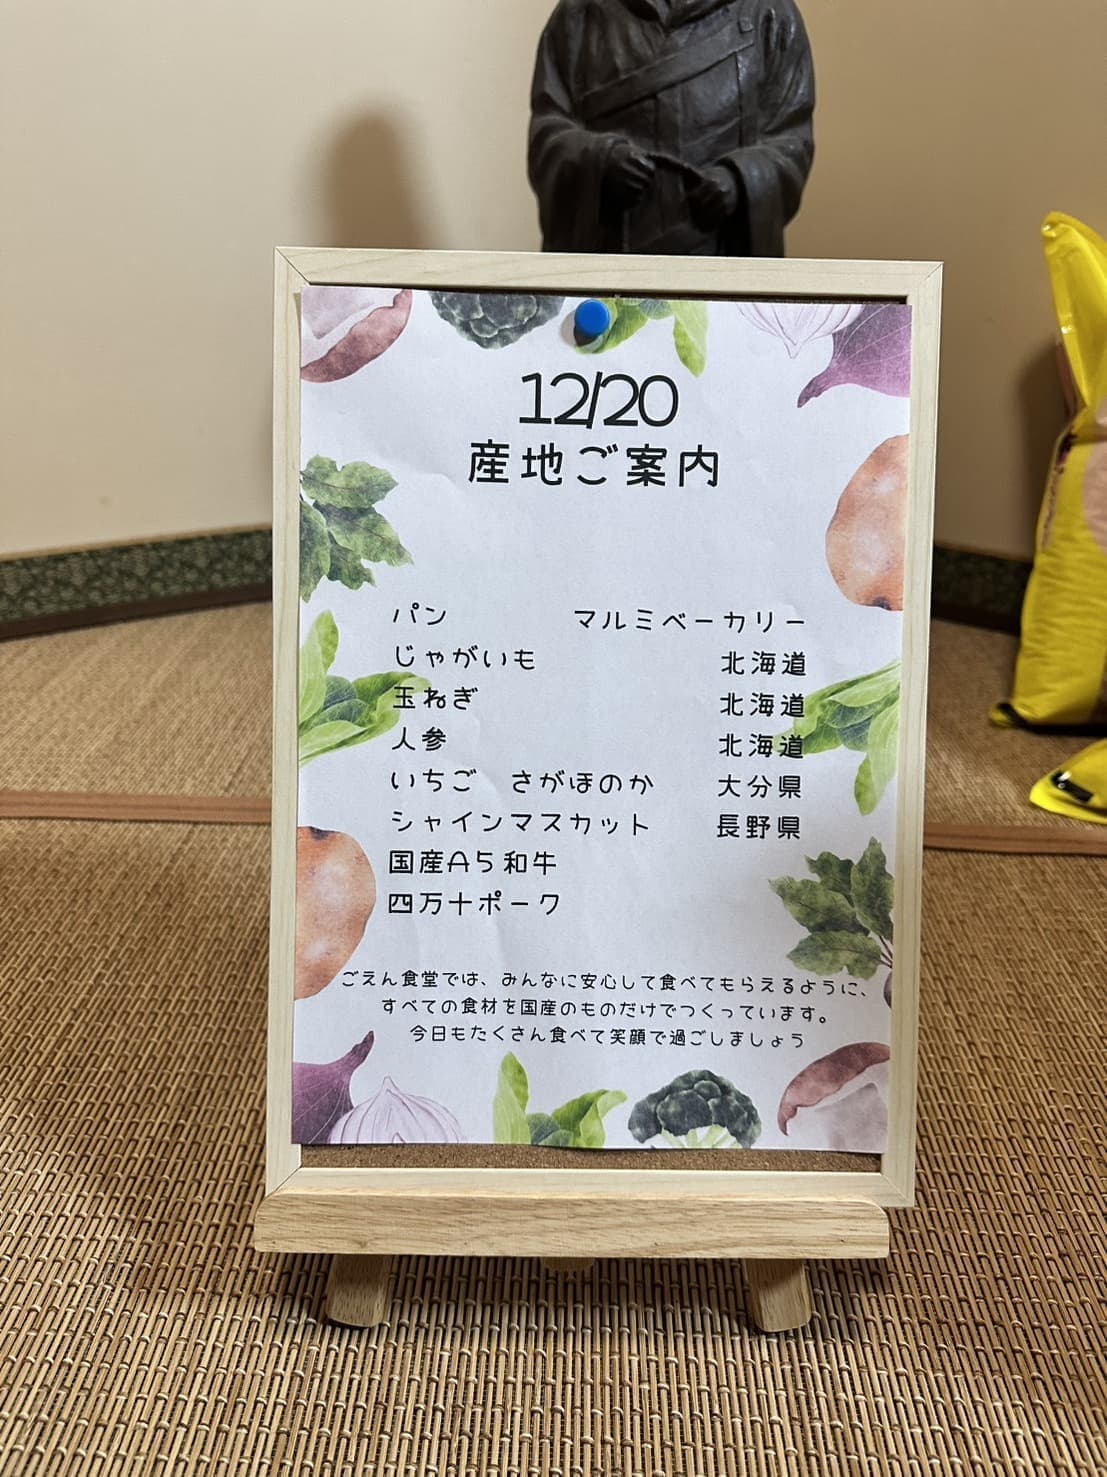 12/20
産地ご案内
パン マルミベーカリー
じゃがいも 北海道
玉ねぎ 北海道
人参 北海道
いちご さがほのか 大分県
シャインマスカット 長野県
国産A5和牛
四万十ポーク
ごえん食堂では、みんなに安心して食べてもらえるように、
すべての食材を国産のものだけでつくっています。
今日もたくさん食べて笑顔で過ごしましょう